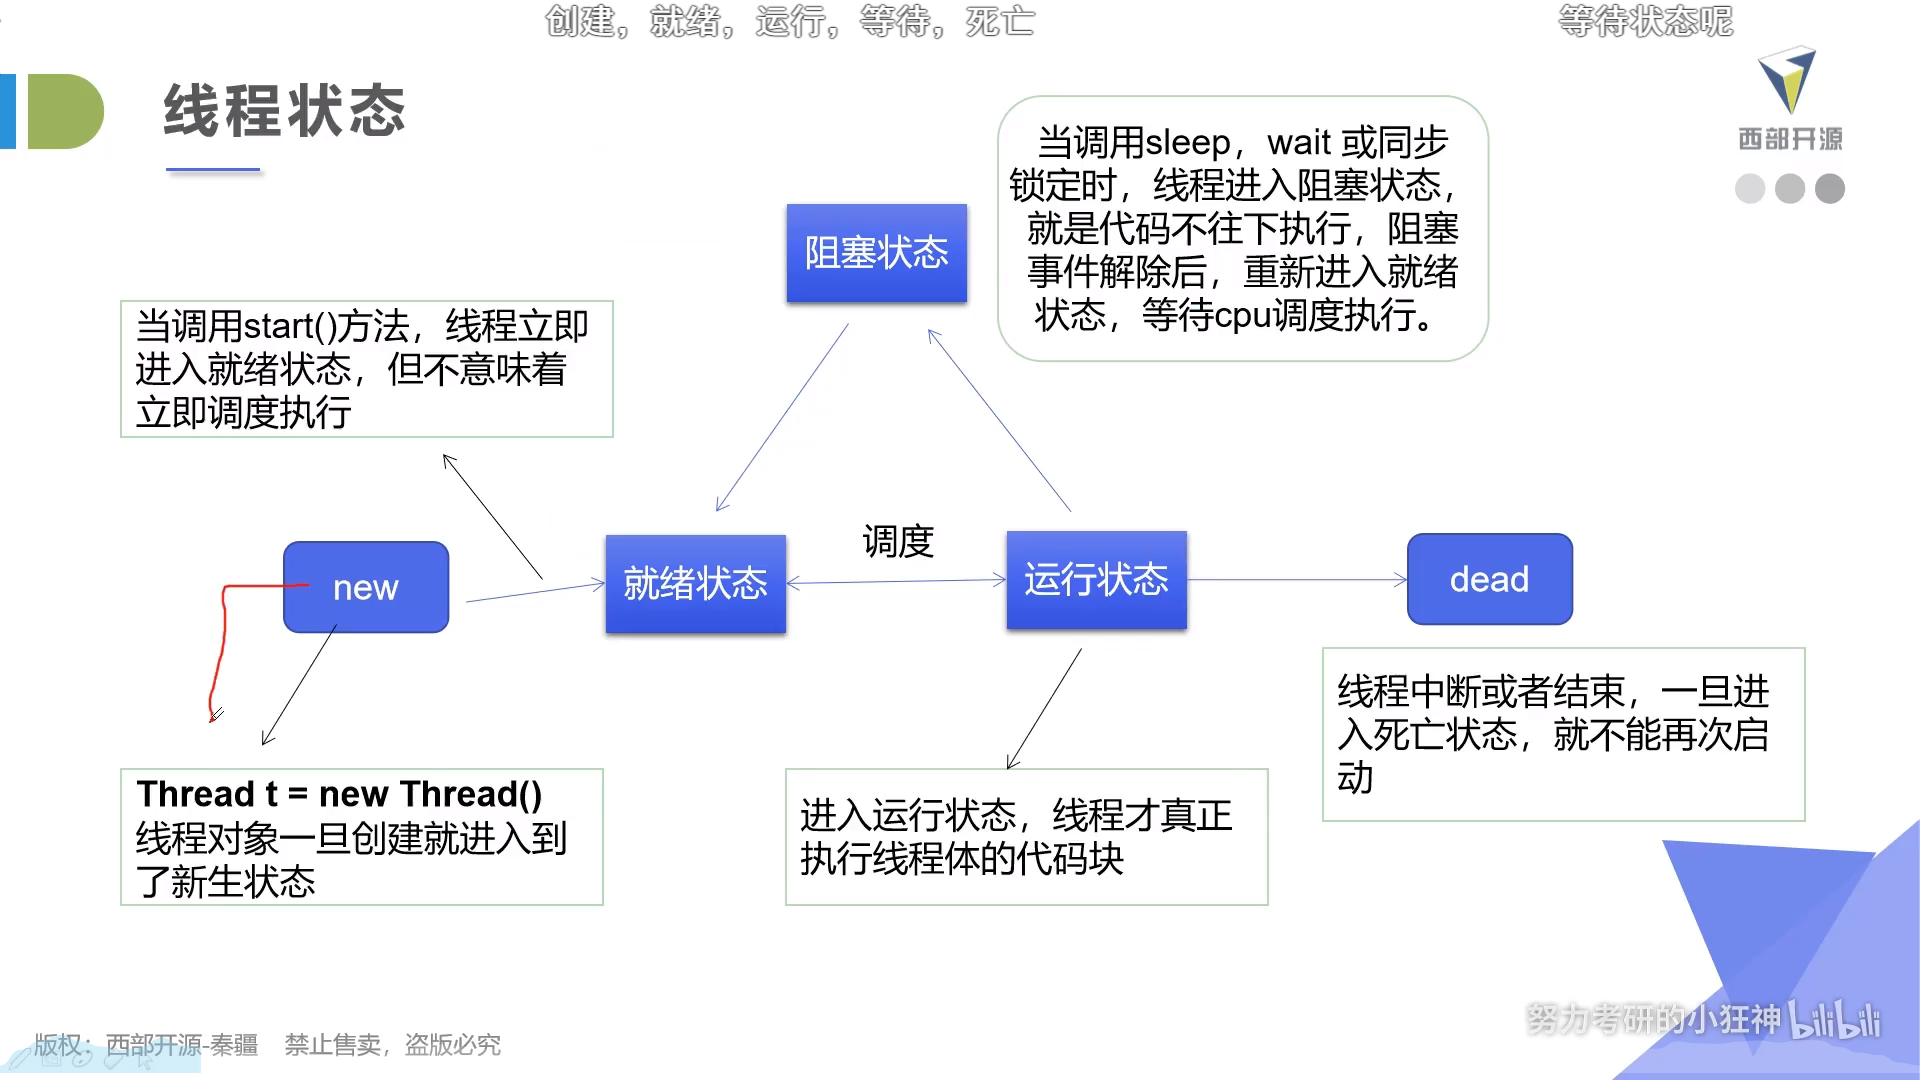 创建，就绪，运行，等待，死亡
等待状态呢
线程状态
西部开源
当调用sleep，wait 或同步
锁定时，线程进入阻塞状态，
就是代码不往下执行，阻塞
事件解除后，重新进入就绪
状态，等待cpu调度执行。
阻塞状态
当调用start()方法，线程立即
进入就绪状态，但不意味着
立即调度执行
调度
new
就绪状态
运行状态
dead
线程中断或者结束，一旦进
入死亡状态，就不能再次启
动
Thread t = new Thread()
线程对象一旦创建就进入到
了新生状态
进入运行状态，线程才真正
执行线程体的代码块
努力考研的小狂神 bilibili
版权：西部开源-秦疆 禁止售卖，盗版必究